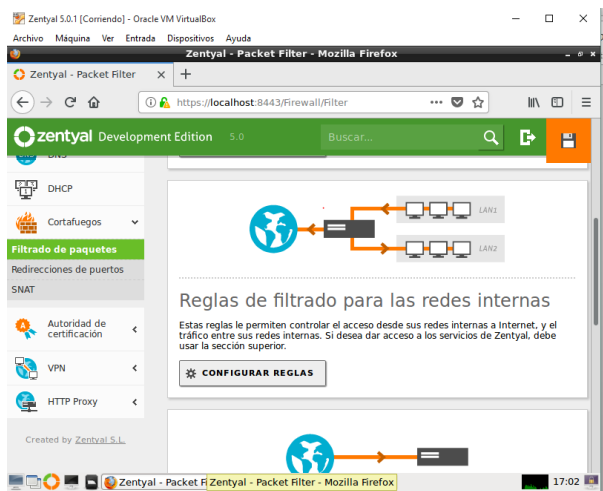 Zentyal 5.0.1 [Corriendo] - Oracle VM VirtualBox
Archivo Máquina Ver Entrada Dispositivos Ayuda
Zentyal - Packet Filter - Mozilla Firefox
Zentyal - Packet Filter
https://localhost:8443/Firewall/Filter
zentyal Development Edition 5.0 Buscar...
DNS
DHCP
Cortafuegos
Filtrado de paquetes
Redirecciones de puertos
SNAT
Autoridad de
certificación
VPN
HTTP Proxy
Created by Zentyal S.L.
LAN1
LAN2
Reglas de filtrado para las redes internas
Estas reglas le permiten controlar el acceso desde sus redes internas a Internet, y el
tráfico entre sus redes internas. Si desea dar acceso a los servicios de Zentyal, debe
usar la sección superior.
CONFIGURAR REGLAS
Zentyal - Packet F
Zentyal - Packet Filter - Mozilla Firefox
17:02